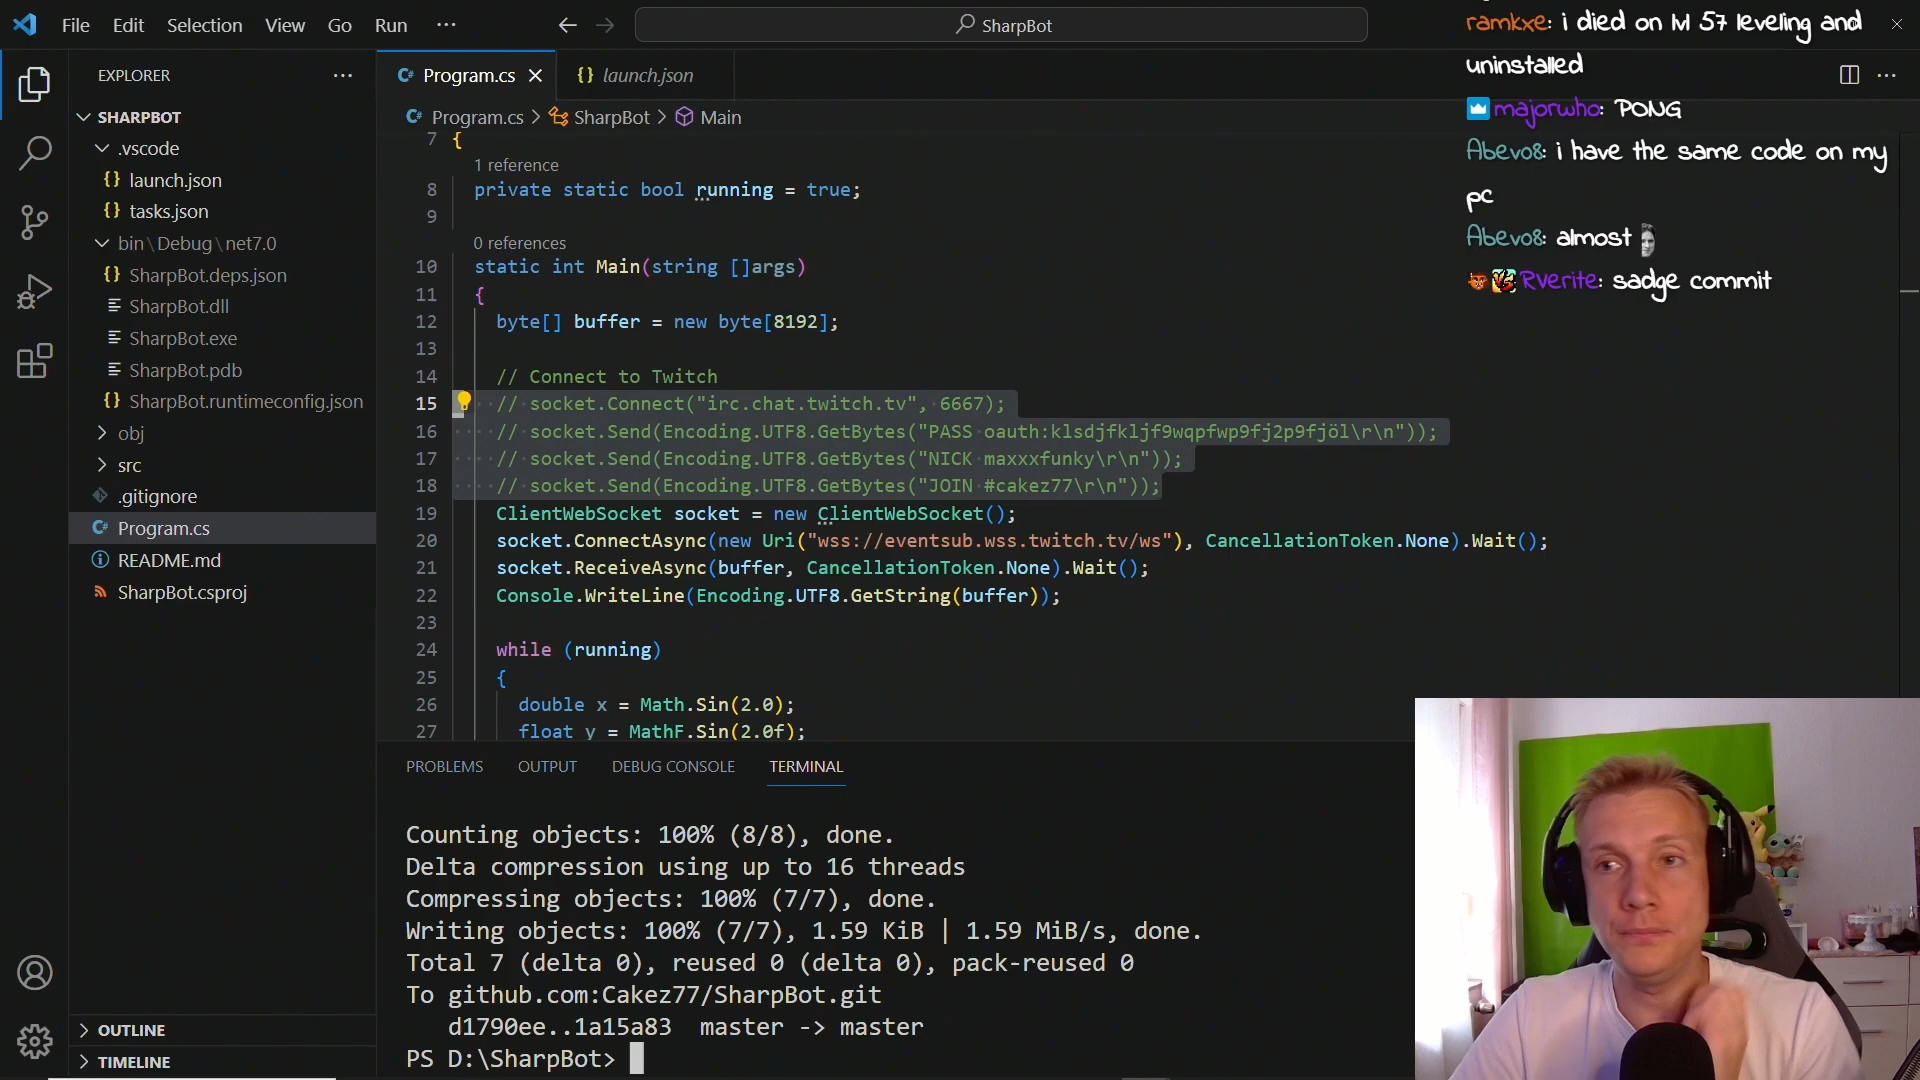 File Edit Selection View Go Run ···
SharpBot
EXPLORER ···
SHARPBOT
.vscode
{} launch.json
{} tasks.json
bin\Debug\net7.0
{} SharpBot.deps.json
SharpBot.dll
SharpBot.exe
SharpBot.pdb
{} SharpBot.runtimeconfig.json
obj
src
.gitignore
C# Program.cs
README.md
SharpBot.csproj
OUTLINE
TIMELINE
C# Program.cs
{} launch.json
C# Program.cs > SharpBot > Main
7 {
1 reference
8 private static bool running = true;
9
0 references
10 static int Main(string []args)
11 {
12 byte[] buffer = new byte[8192];
13
14 // Connect to Twitch
15 // socket.Connect("irc.chat.twitch.tv", 6667);
16 // socket.Send(Encoding.UTF8.GetBytes("PASS oauth:klsdjfkljf9wqpfwp9fj2p9fjöl\r\n"));
17 // socket.Send(Encoding.UTF8.GetBytes("NICK maxxxfunky\r\n"));
18 // socket.Send(Encoding.UTF8.GetBytes("JOIN #cakez77\r\n"));
19 ClientWebSocket socket = new ClientWebSocket();
20 socket.ConnectAsync(new Uri("wss://eventsub.wss.twitch.tv/ws"), CancellationToken.None).Wait();
21 socket.ReceiveAsync(buffer, CancellationToken.None).Wait();
22 Console.WriteLine(Encoding.UTF8.GetString(buffer));
23
24 while (running)
25 {
26 double x = Math.Sin(2.0);
27 float y = MathF.Sin(2.0f);
PROBLEMS OUTPUT DEBUG CONSOLE TERMINAL
Counting objects: 100% (8/8), done.
Delta compression using up to 16 threads
Compressing objects: 100% (7/7), done.
Writing objects: 100% (7/7), 1.59 KiB | 1.59 MiB/s, done.
Total 7 (delta 0), reused 0 (delta 0), pack-reused 0
To github.com:Cakez77/SharpBot.git
d1790ee..1a15a83 master -> master
PS D:\SharpBot>
ramkxe: i died on lvl 57 leveling and
uninstalled
majorwho: PONG
Abevo8: i have the same code on my
pc
Abevo8: almost
Rverite: sadge commit